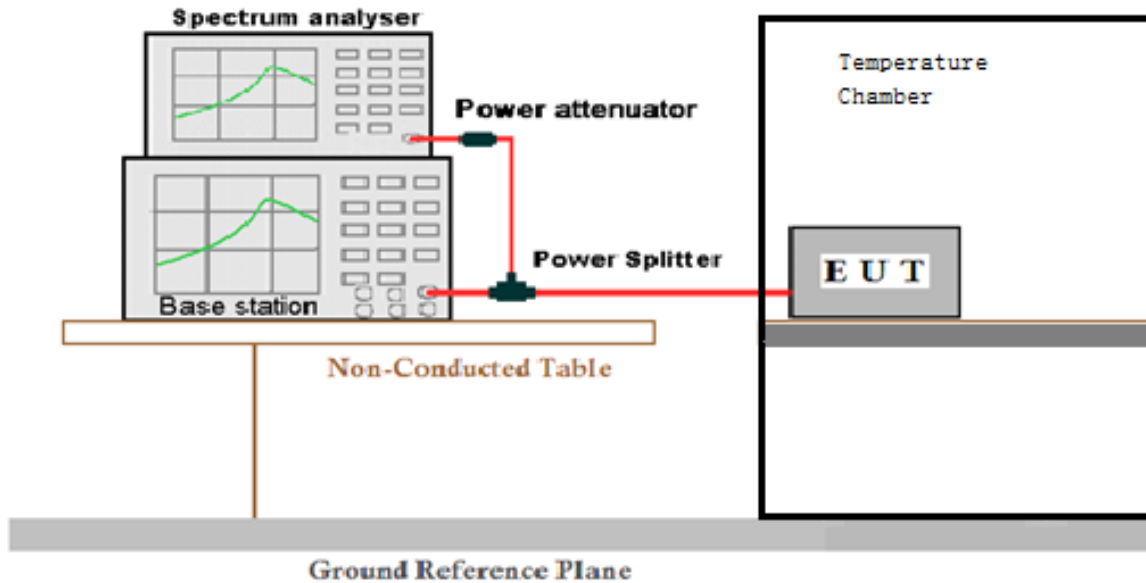 Spectrum analyser
Temperature
Chamber
Power attenuator
Power Splitter
E U T
Base station
Non-Conducted Table
Ground Reference Plane